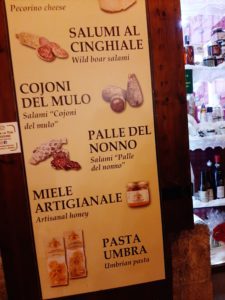 Pecorino cheese
SALUMI AL
CINGHIALE
Wild boar salami
COJONI
DEL MULO
Salami "Cojoni
del mulo"
PALLE DEL
NONNO
Salami "Palle
del nonno"
MIELE
ARTIGIANALE
Artisanal honey
PASTA
UMBRA
Umbrian pasta